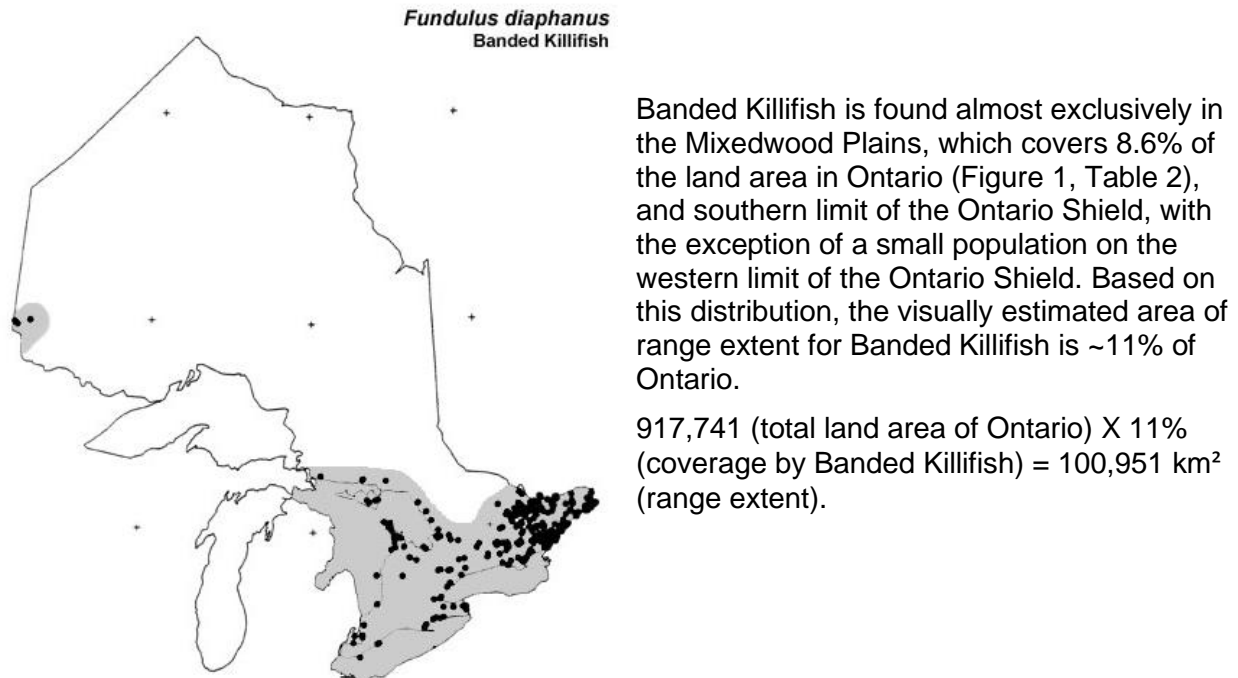 Fundulus diaphanus
Banded Killifish
Banded Killifish is found almost exclusively in
the Mixedwood Plains, which covers 8.6% of
the land area in Ontario (Figure 1, Table 2),
and southern limit of the Ontario Shield, with
the exception of a small population on the
western limit of the Ontario Shield. Based on
this distribution, the visually estimated area of
range extent for Banded Killifish is ~11% of
Ontario.
917,741 (total land area of Ontario) X 11%
(coverage by Banded Killifish) = 100,951 km²
(range extent).